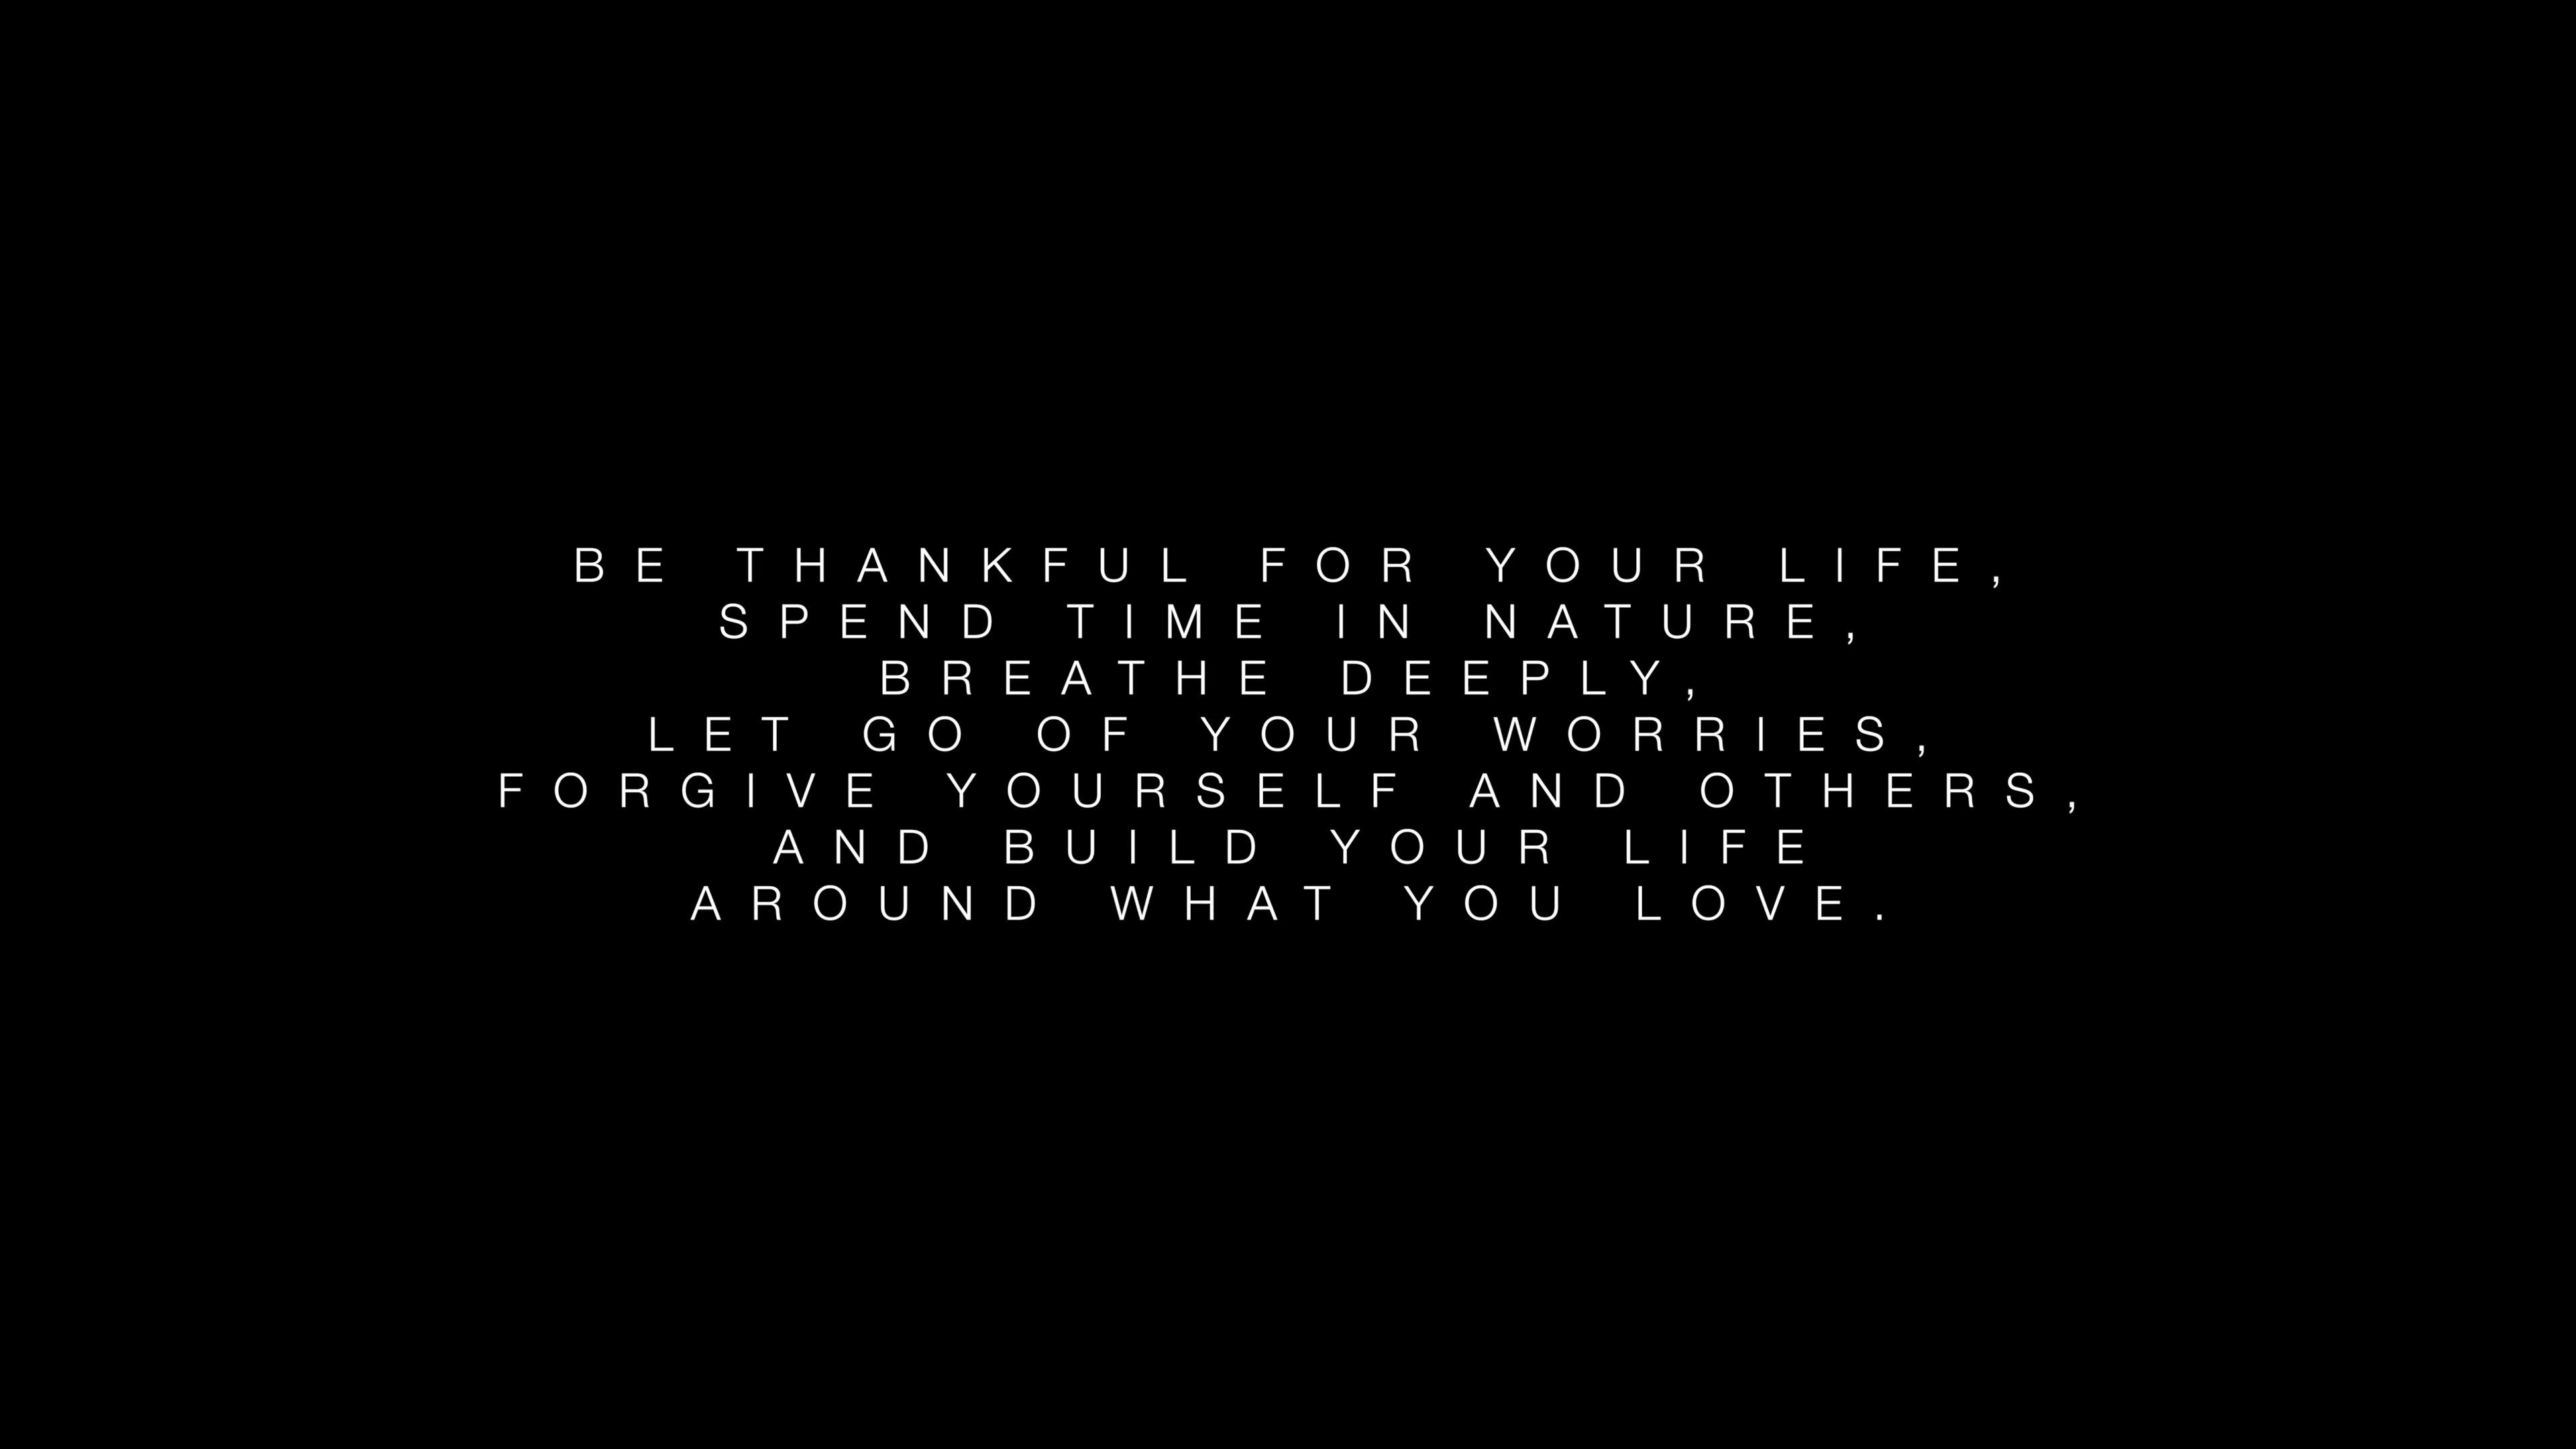 BE THANKFUL FOR YOUR LIFE,
SPEND TIME IN NATURE,
BREATHE DEEPLY,
LET GO OF YOUR WORRIES,
FORGIVE YOURSELF AND OTHERS,
AND BUILD YOUR LIFE
AROUND WHAT YOU LOVE.